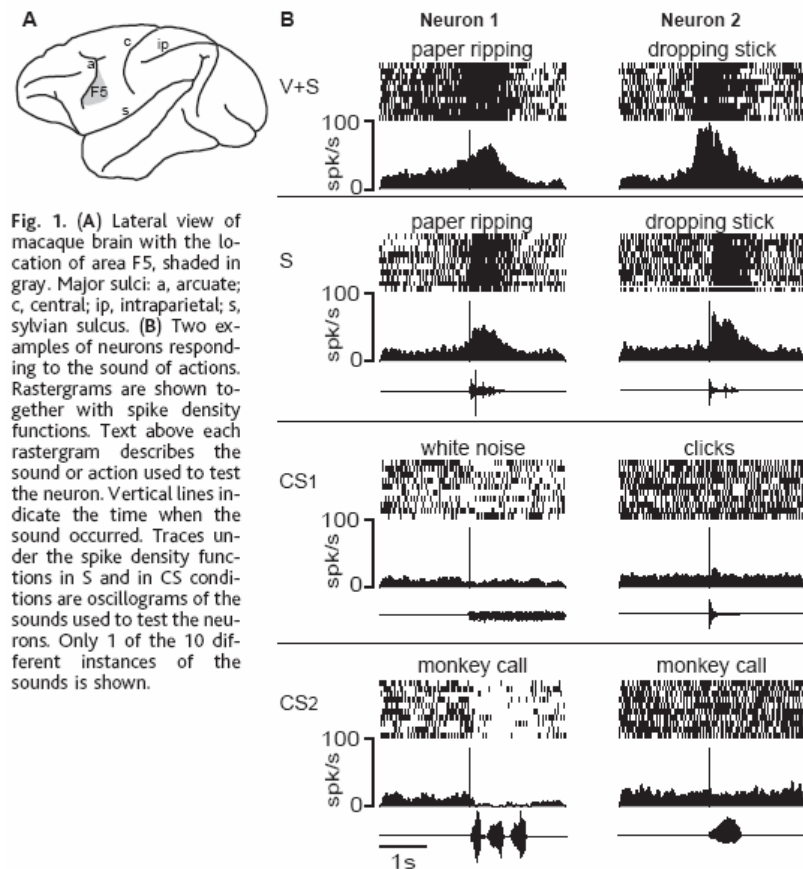 A
c
ip
a
F5
s
Fig. 1. (A) Lateral view of
macaque brain with the lo-
cation of area F5, shaded in
gray. Major sulci: a, arcuate;
c, central; ip, intraparietal; s,
sylvian sulcus. (B) Two ex-
amples of neurons respond-
ing to the sound of actions.
Rastergrams are shown to-
gether with spike density
functions. Text above each
rastergram describes the
sound or action used to test
the neuron. Vertical lines in-
dicate the time when the
sound occurred. Traces un-
der the spike density func-
tions in S and in CS condi-
tions are oscillograms of the
sounds used to test the neu-
rons. Only 1 of the 10 dif-
ferent instances of the
sounds is shown.
B
Neuron 1
Neuron 2
paper ripping
dropping stick
V+S
100
spk/s
0
paper ripping
dropping stick
S
100
spk/s
0
white noise
clicks
CS1
100
spk/s
0
monkey call
monkey call
CS2
100
spk/s
0
1s